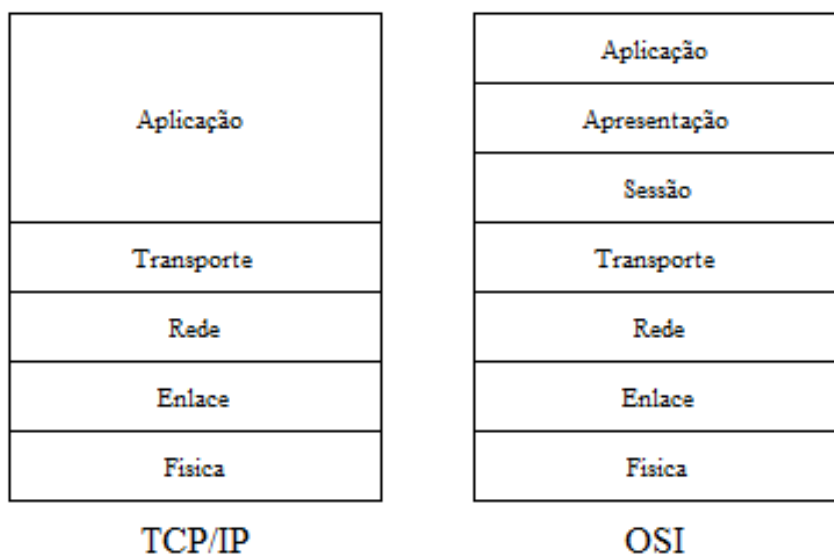 Aplicação
Transporte
Rede
Enlace
Física
TCP/IP
Aplicação
Apresentação
Sessão
Transporte
Rede
Enlace
Física
OSI